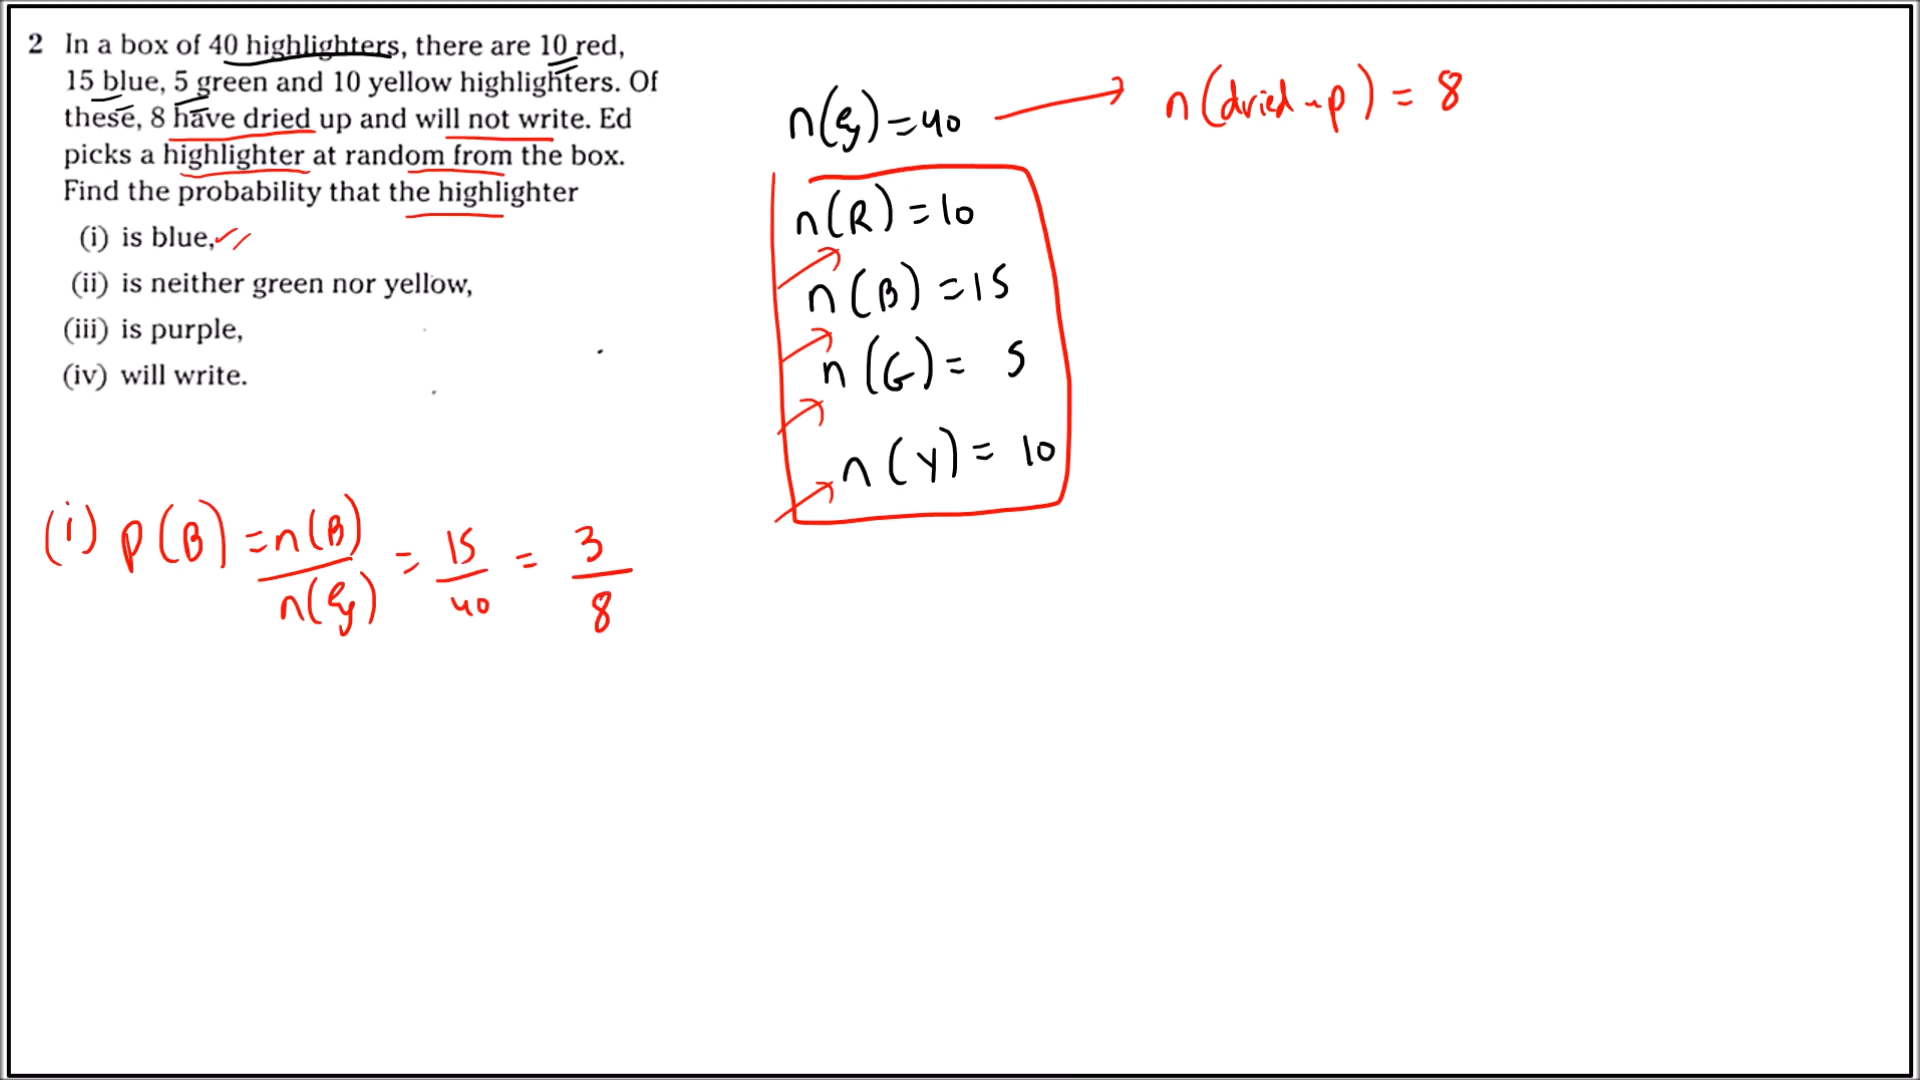 2 In a box of 40 highlighters, there are 10 red,
15 blue, 5 green and 10 yellow highlighters. Of
these, 8 have dried up and will not write. Ed
picks a highlighter at random from the box.
Find the probability that the highlighter
(i) is blue,
(ii) is neither green nor yellow,
(iii) is purple,
(iv) will write.
n(ξ) = 40
n(dried up) = 8
n(R) = 10
n(B) = 15
n(G) = 5
n(Y) = 10
(i) P(B) = n(B)/n(ξ) = 15/40 = 3/8